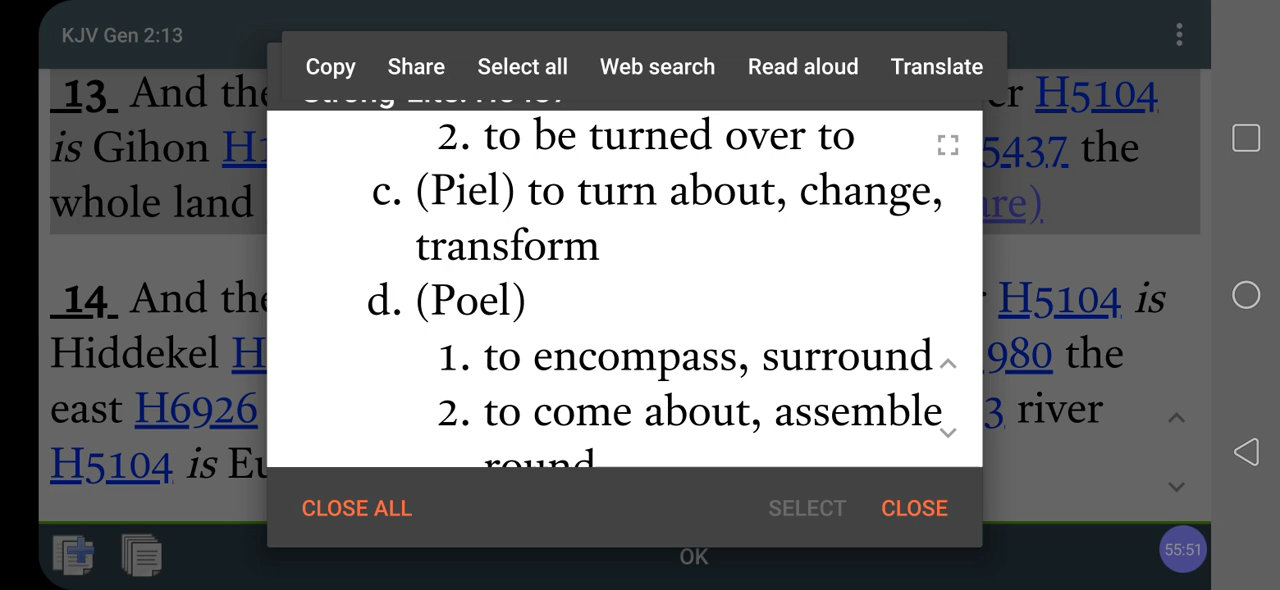 KJV Gen 2:13
Copy Share Select all Web search Read aloud Translate
13 And the er H5104
is Gihon 5437 the
whole land
2. to be turned over to
c. (Piel) to turn about, change,
transform
d. (Poel)
1. to encompass, surround
2. to come about, assemble
round
14 And the H5104 is
Hiddekel H 980 the
east H6926 3 river
H5104 is Eu
CLOSE ALL SELECT CLOSE
OK
55:51